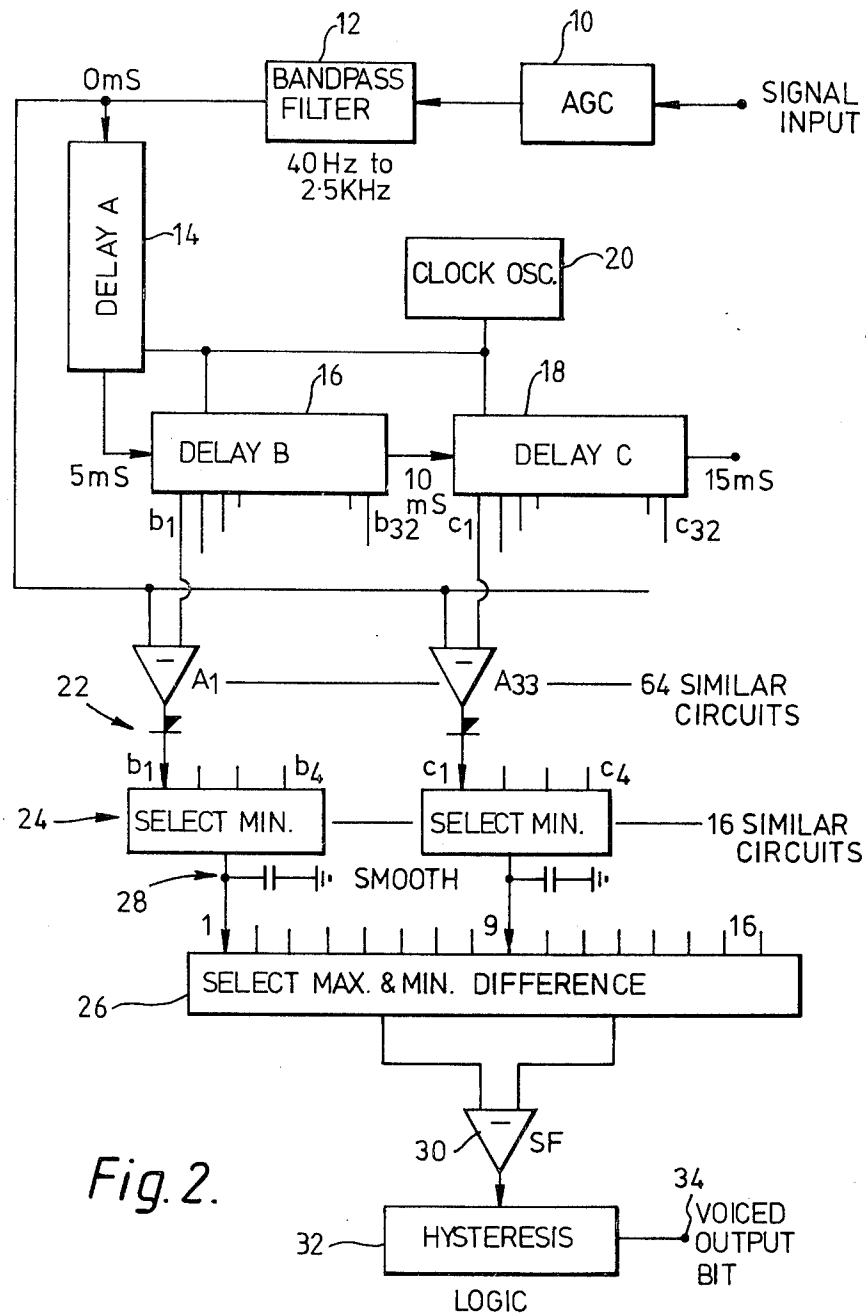 12
10
0mS
BANDPASS
FILTER
AGC
SIGNAL
INPUT
40Hz to
2·5KHz
DELAY A
14
CLOCK OSC.
20
16
18
DELAY B
DELAY C
5mS
10
mS
15mS
b1
b32
c1
c32
–
A1
–
A33
64 SIMILAR
CIRCUITS
22
b1
b4
c1
c4
24
SELECT MIN.
SELECT MIN.
16 SIMILAR
CIRCUITS
28
SMOOTH
1
9
16
SELECT MAX. & MIN. DIFFERENCE
26
–
30
SF
Fig. 2.
32
HYSTERESIS
34
VOICED
OUTPUT
BIT
LOGIC